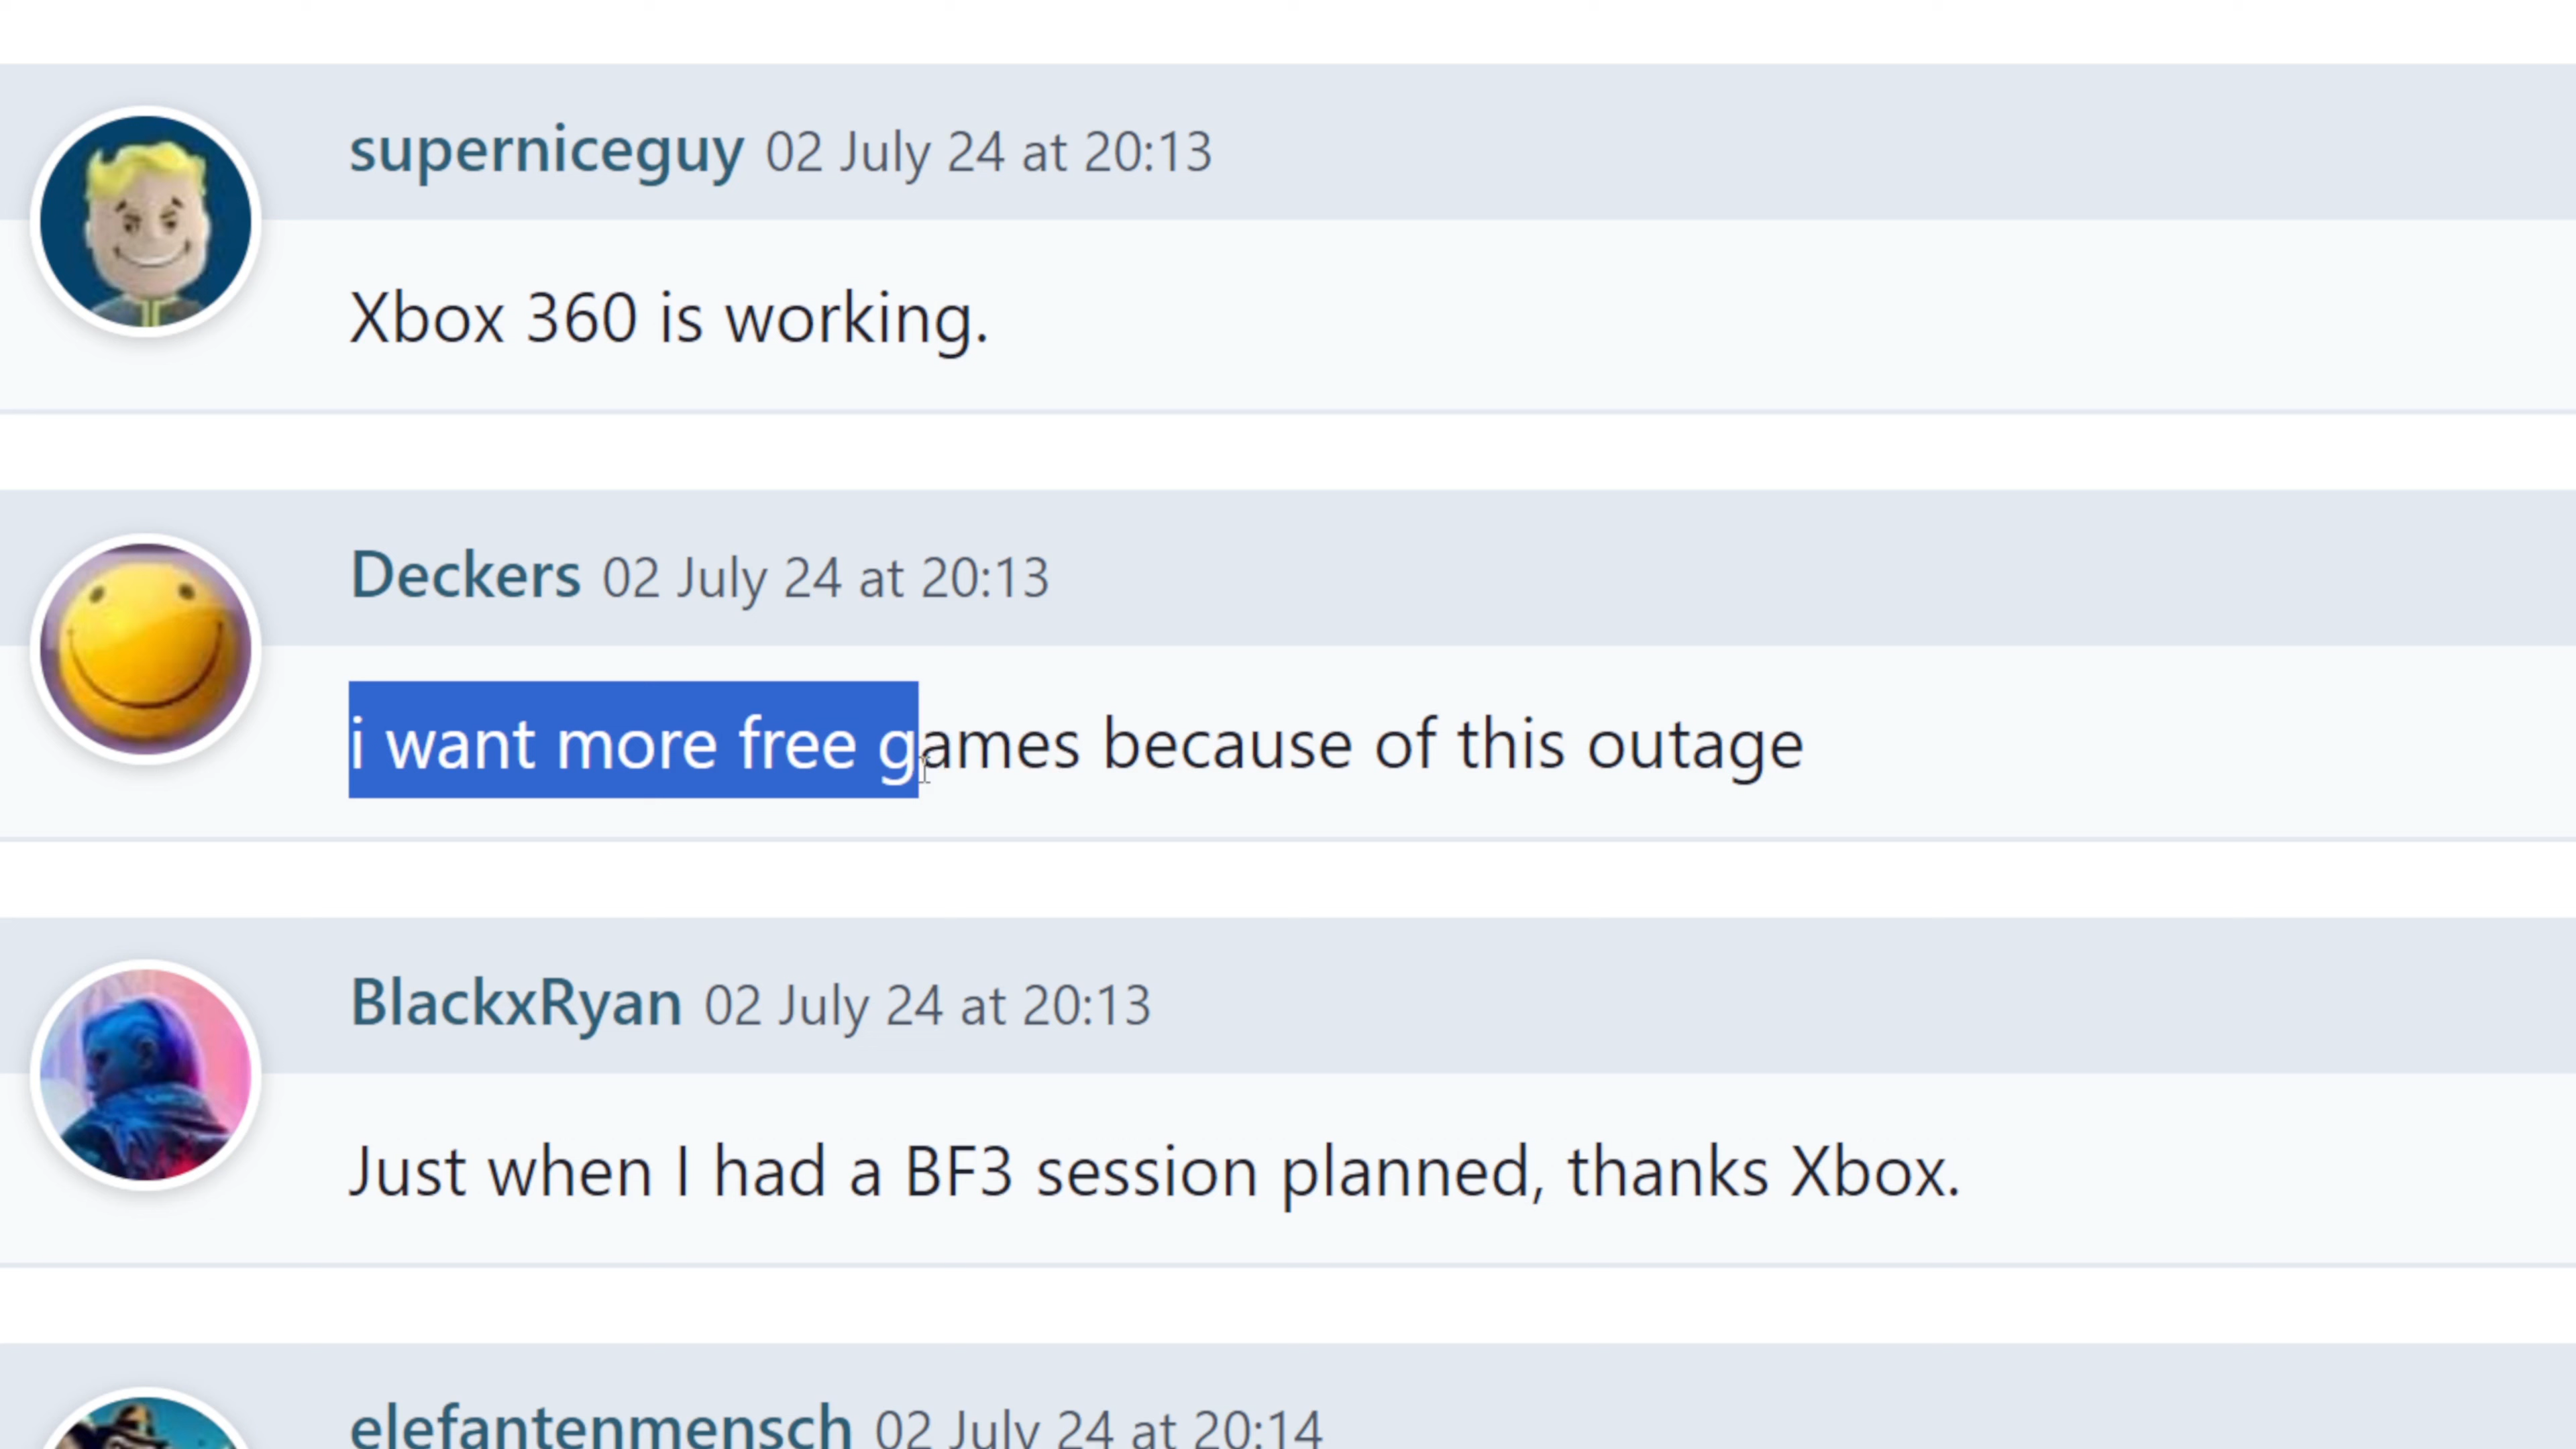 superniceguy 02 July 24 at 20:13
Xbox 360 is working.
Deckers 02 July 24 at 20:13
i want more free games because of this outage
BlackxRyan 02 July 24 at 20:13
Just when I had a BF3 session planned, thanks Xbox.
elefantenmensch 02 July 24 at 20:14